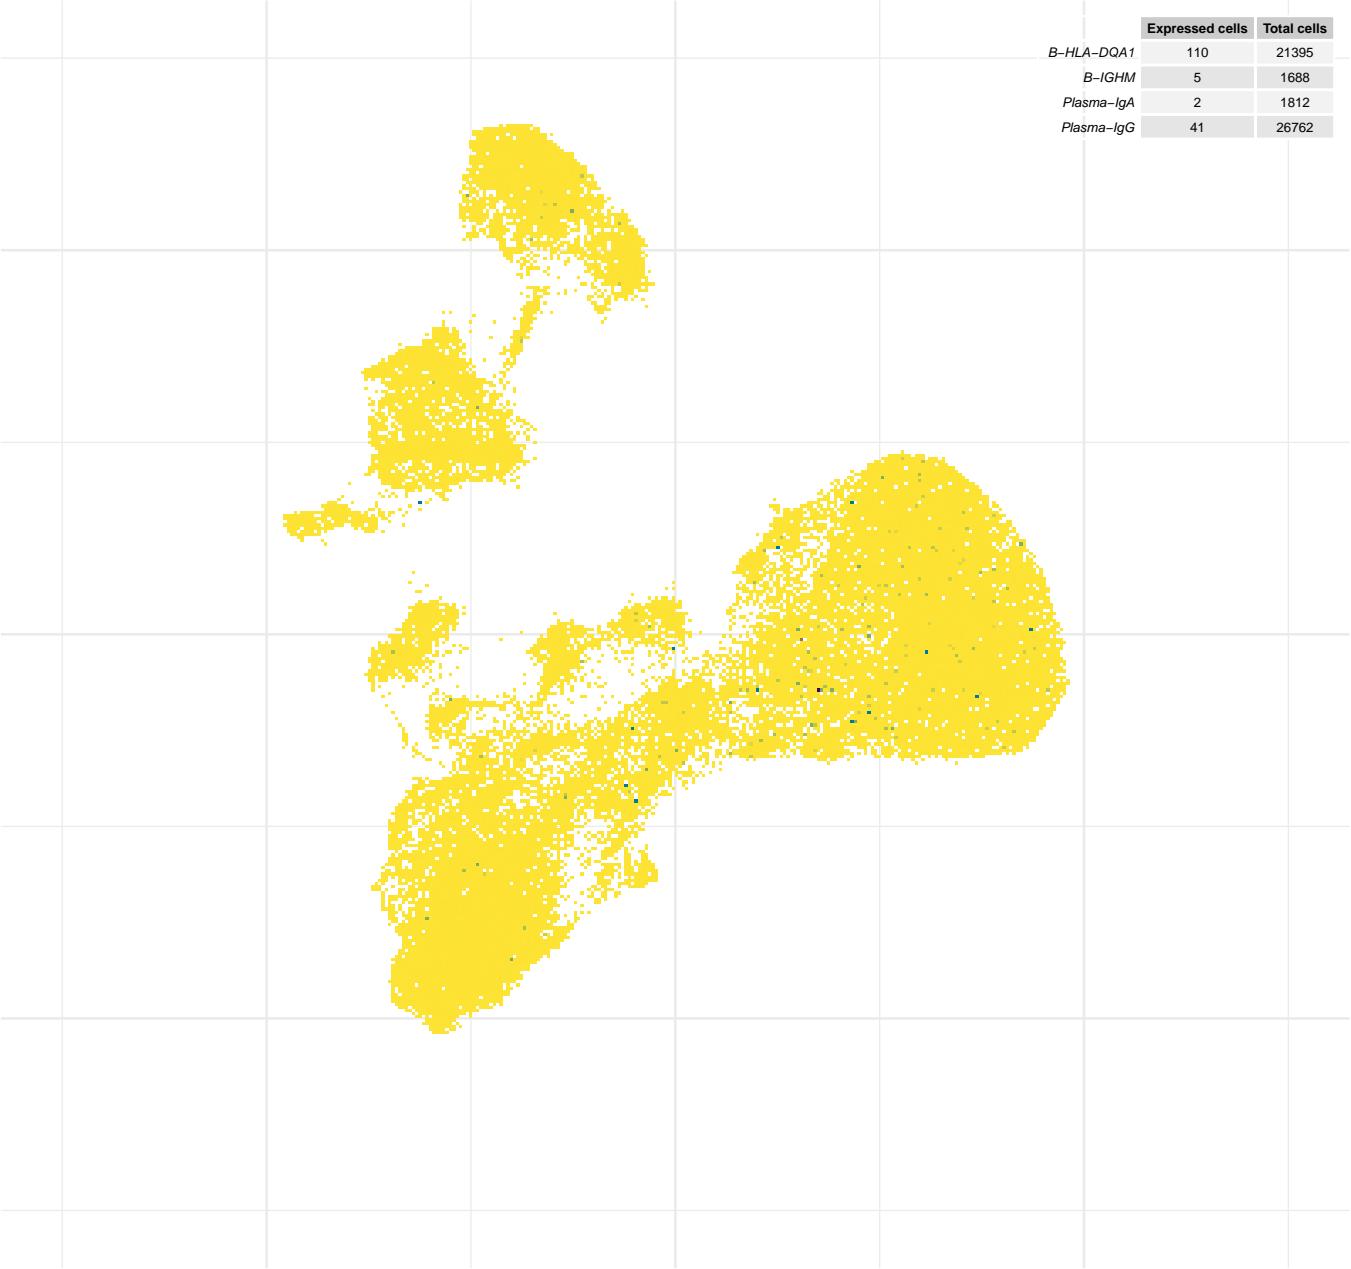 Expressed cells Total cells
B−HLA−DQA1 110 21395
B−IGHM 5 1688
Plasma−IgA 2 1812
Plasma−IgG 41 26762